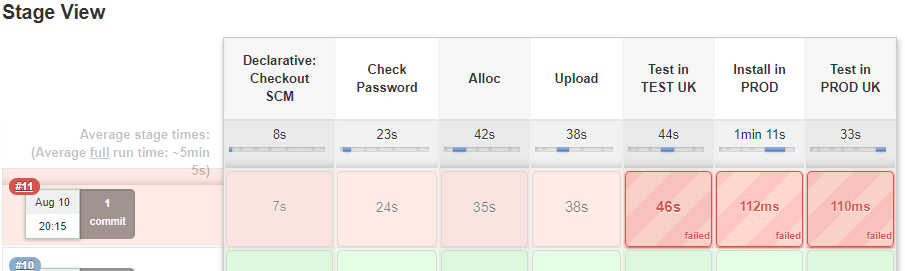 Stage View
Declarative:
Checkout
SCM
Check
Password
Alloc
Upload
Test in
TEST UK
Install in
PROD
Test in
PROD UK
Average stage times:
(Average full run time: ~5min
5s)
8s
23s
42s
38s
44s
1min 11s
33s
#11
Aug 10
20:15
1
commit
7s
24s
35s
38s
46s
failed
112ms
failed
110ms
failed
#10